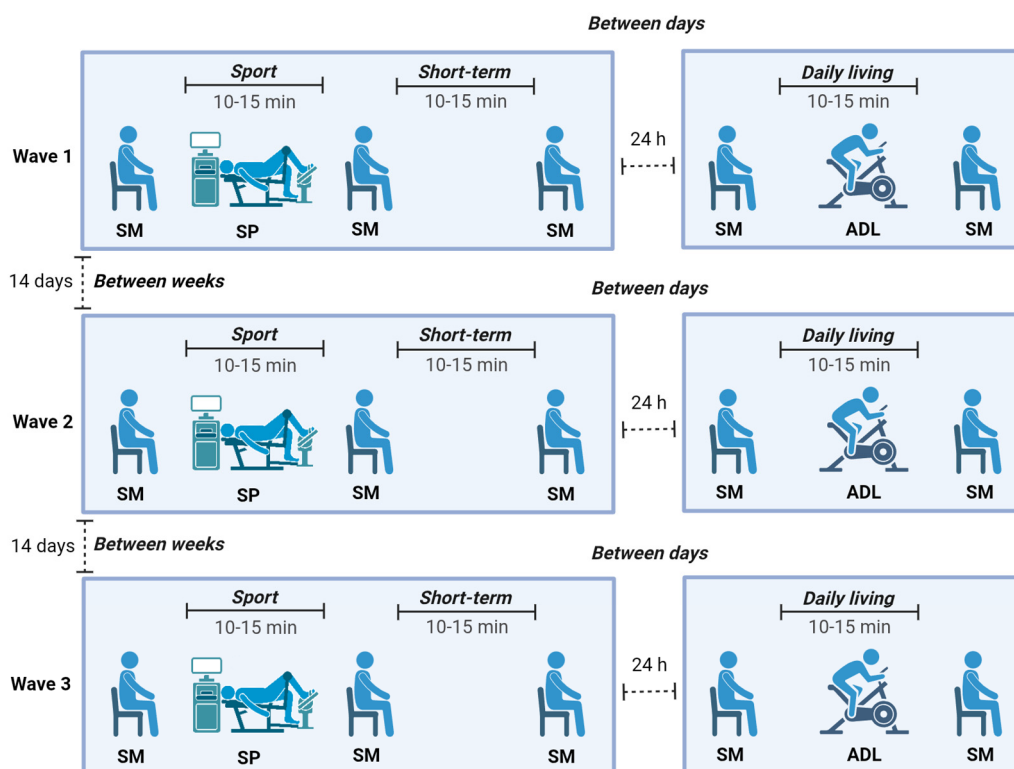 Between days
Sport
Short-term
Daily living
10-15 min
10-15 min
10-15 min
Wave 1
24 h
SM
SP
SM
SM
SM
ADL
SM
14 days
Between weeks
Between days
Sport
Short-term
Daily living
10-15 min
10-15 min
10-15 min
Wave 2
24 h
SM
SP
SM
SM
SM
ADL
SM
14 days
Between weeks
Between days
Sport
Short-term
Daily living
10-15 min
10-15 min
10-15 min
Wave 3
24 h
SM
SP
SM
SM
SM
ADL
SM